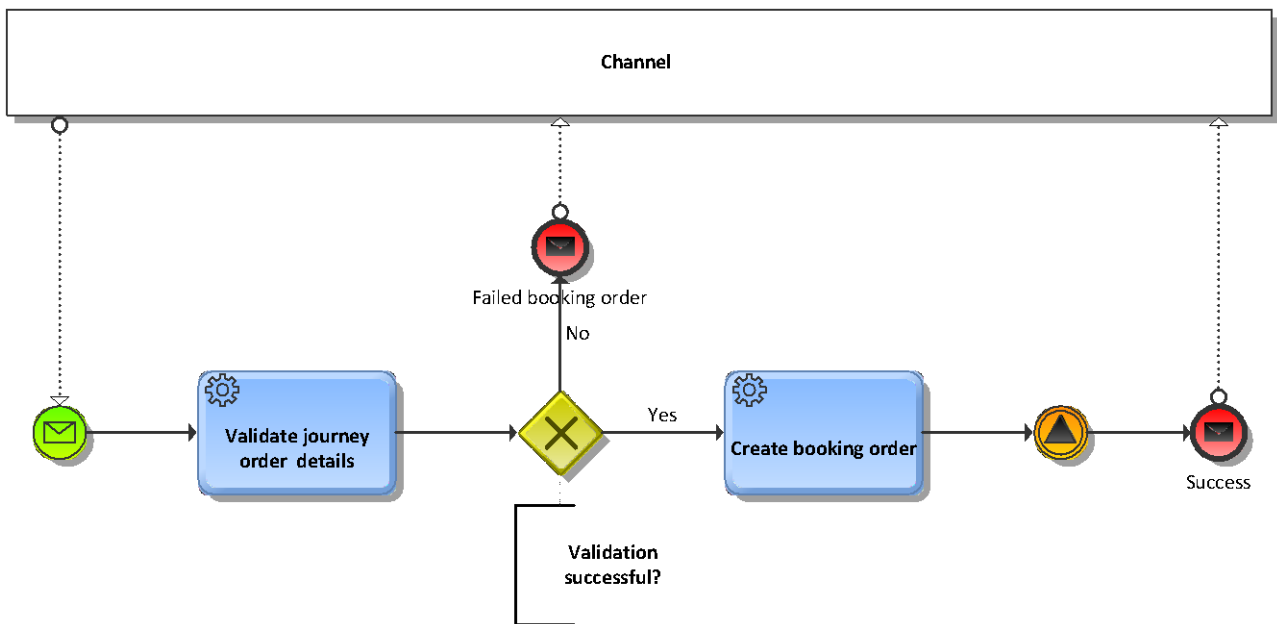 Channel
Failed booking order
No
Validate journey
order details
Yes
Create booking order
Success
Validation
successful?